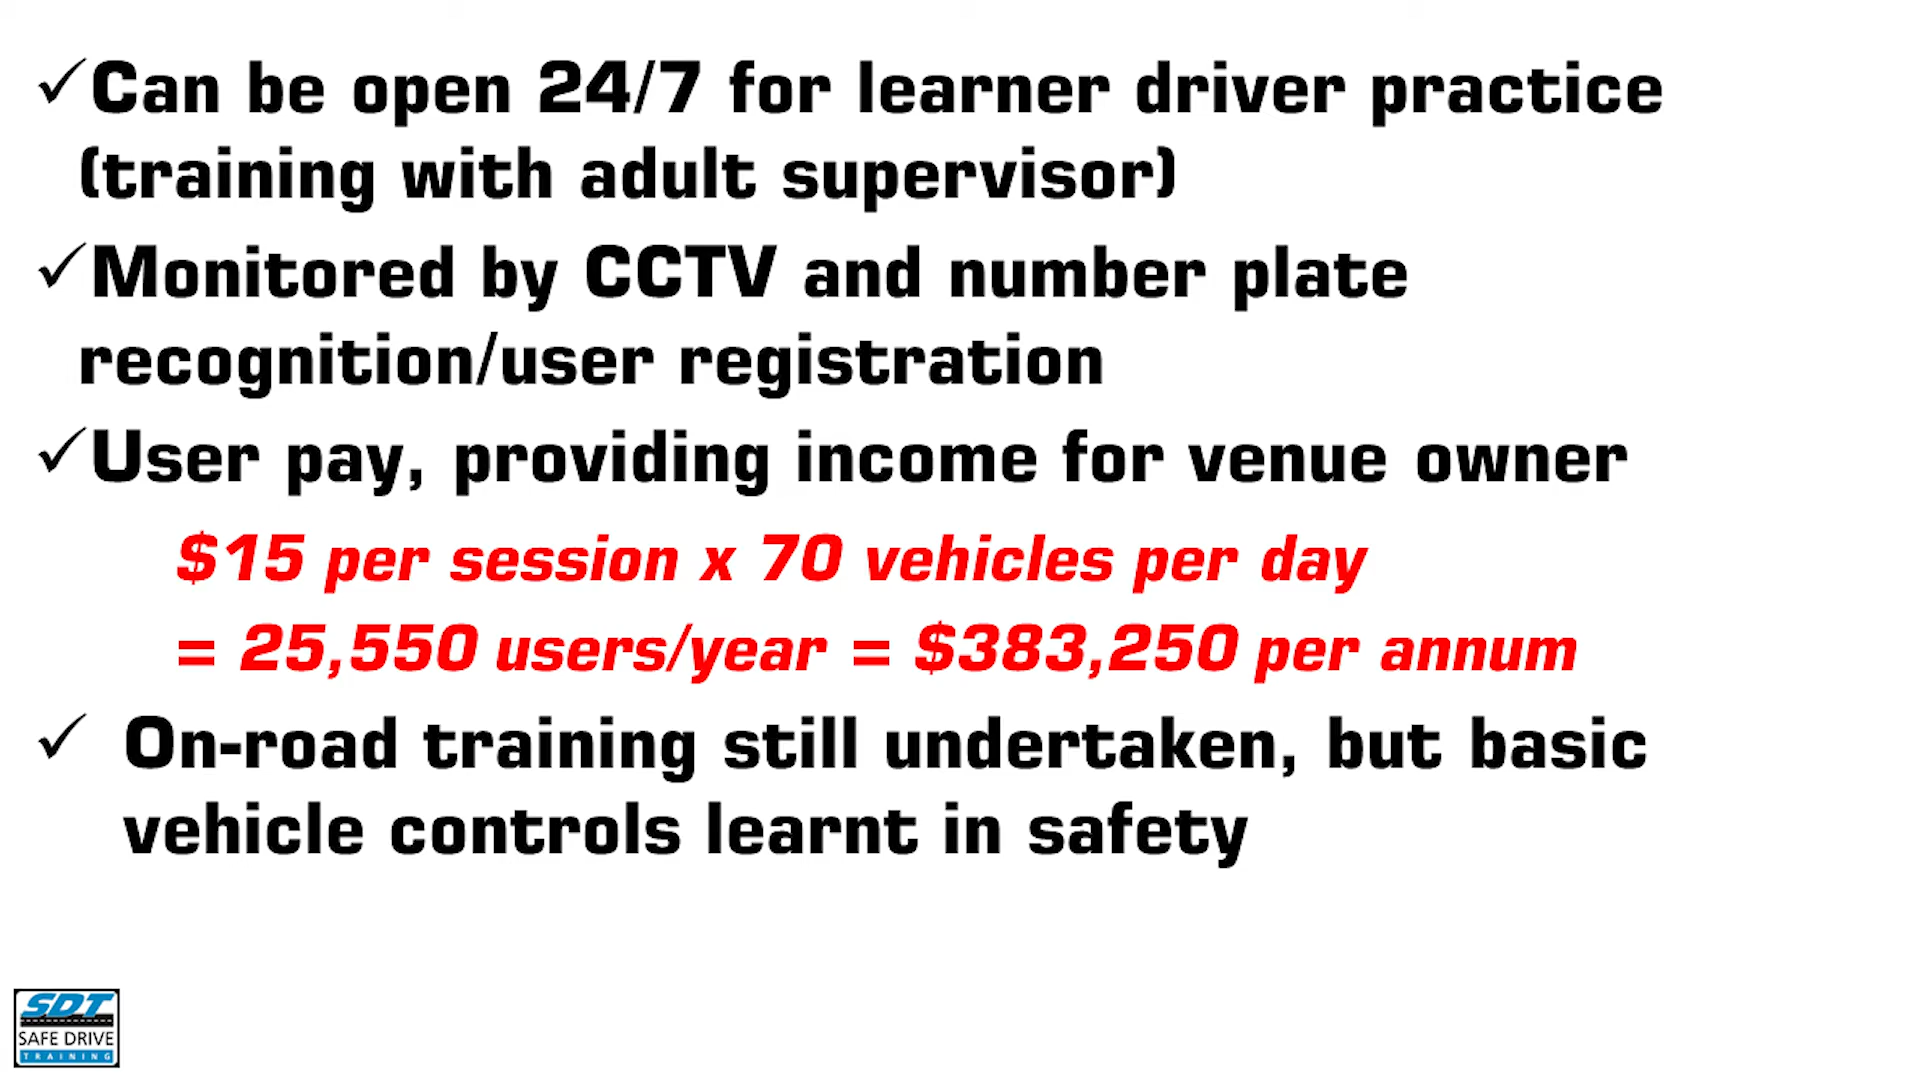 ✓Can be open 24/7 for learner driver practice
(training with adult supervisor)
✓Monitored by CCTV and number plate
recognition/user registration
✓User pay, providing income for venue owner
$15 per session x 70 vehicles per day
= 25,550 users/year = $383,250 per annum
✓ On-road training still undertaken, but basic
vehicle controls learnt in safety
SDT
SAFE DRIVE
TRAINING